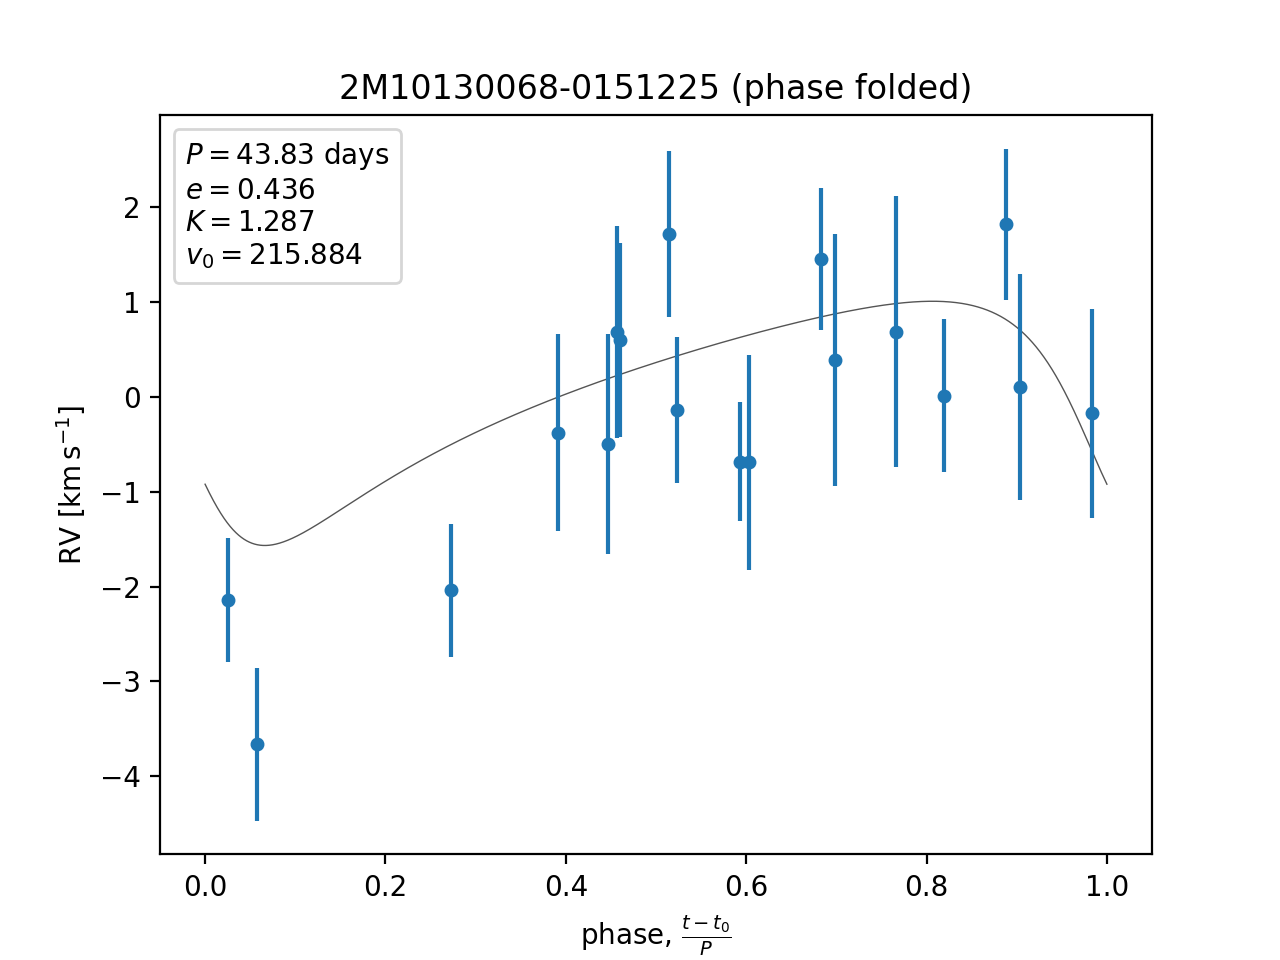 2M10130068-0151225 (phase folded)
P = 43.83 days
e = 0.436
K = 1.287
v₀ = 215.884
2
1
0
−1
−2
−3
−4
RV [km s⁻¹]
0.0 0.2 0.4 0.6 0.8 1.0
phase, (t − t₀)/P